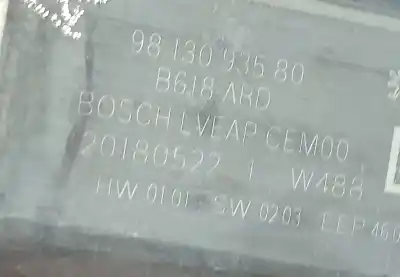 98 130 935 80
B618 ARD
BOSCH LVEAP CEM00
20180522 1 W488
HW 0101 SW 0203 EEP 460